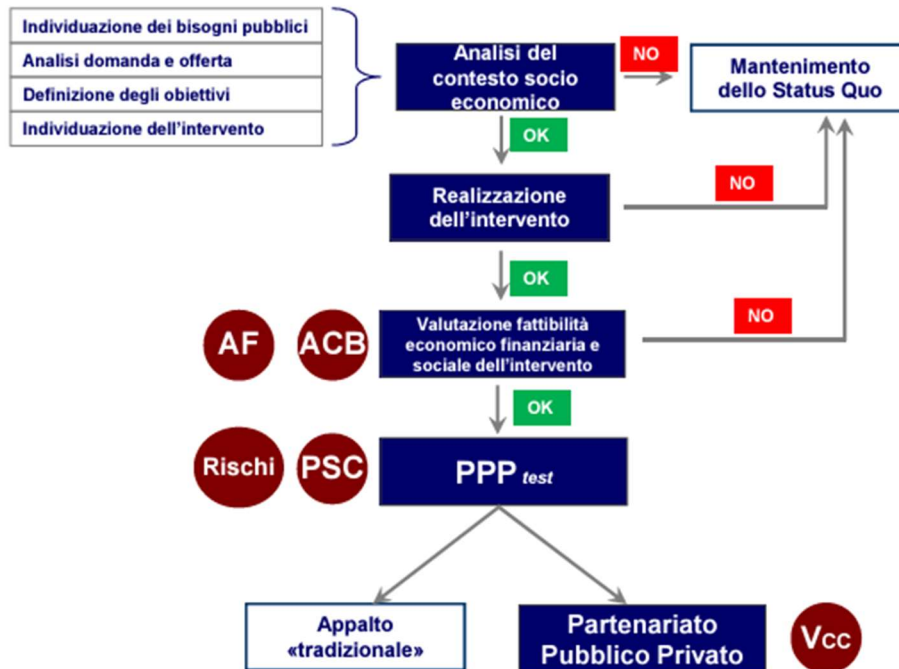 Individuazione dei bisogni pubblici
Analisi domanda e offerta
Definizione degli obiettivi
Individuazione dell'intervento
Analisi del
contesto socio
economico
NO
Mantenimento
dello Status Quo
OK
Realizzazione
dell'intervento
NO
OK
AF
ACB
Valutazione fattibilità
economico finanziaria e
sociale dell'intervento
NO
OK
Rischi
PSC
PPP test
Appalto
«tradizionale»
Partenariato
Pubblico Privato
Vcc